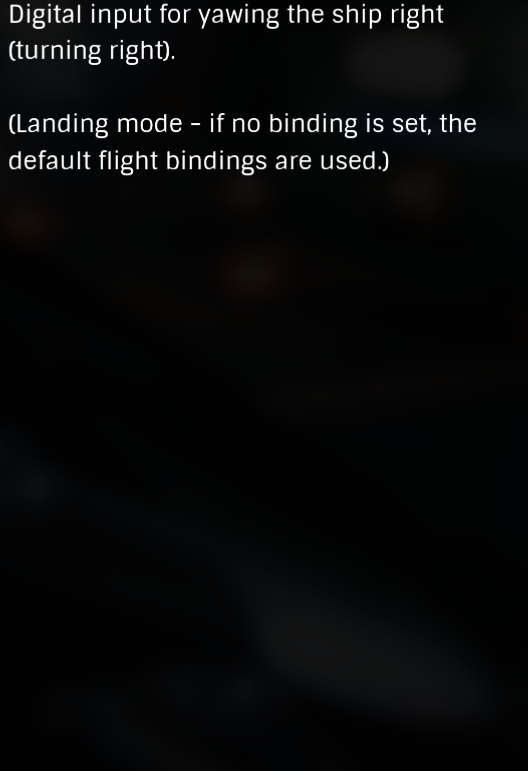 Digital input for yawing the ship right
(turning right).
(Landing mode - if no binding is set, the
default flight bindings are used.)